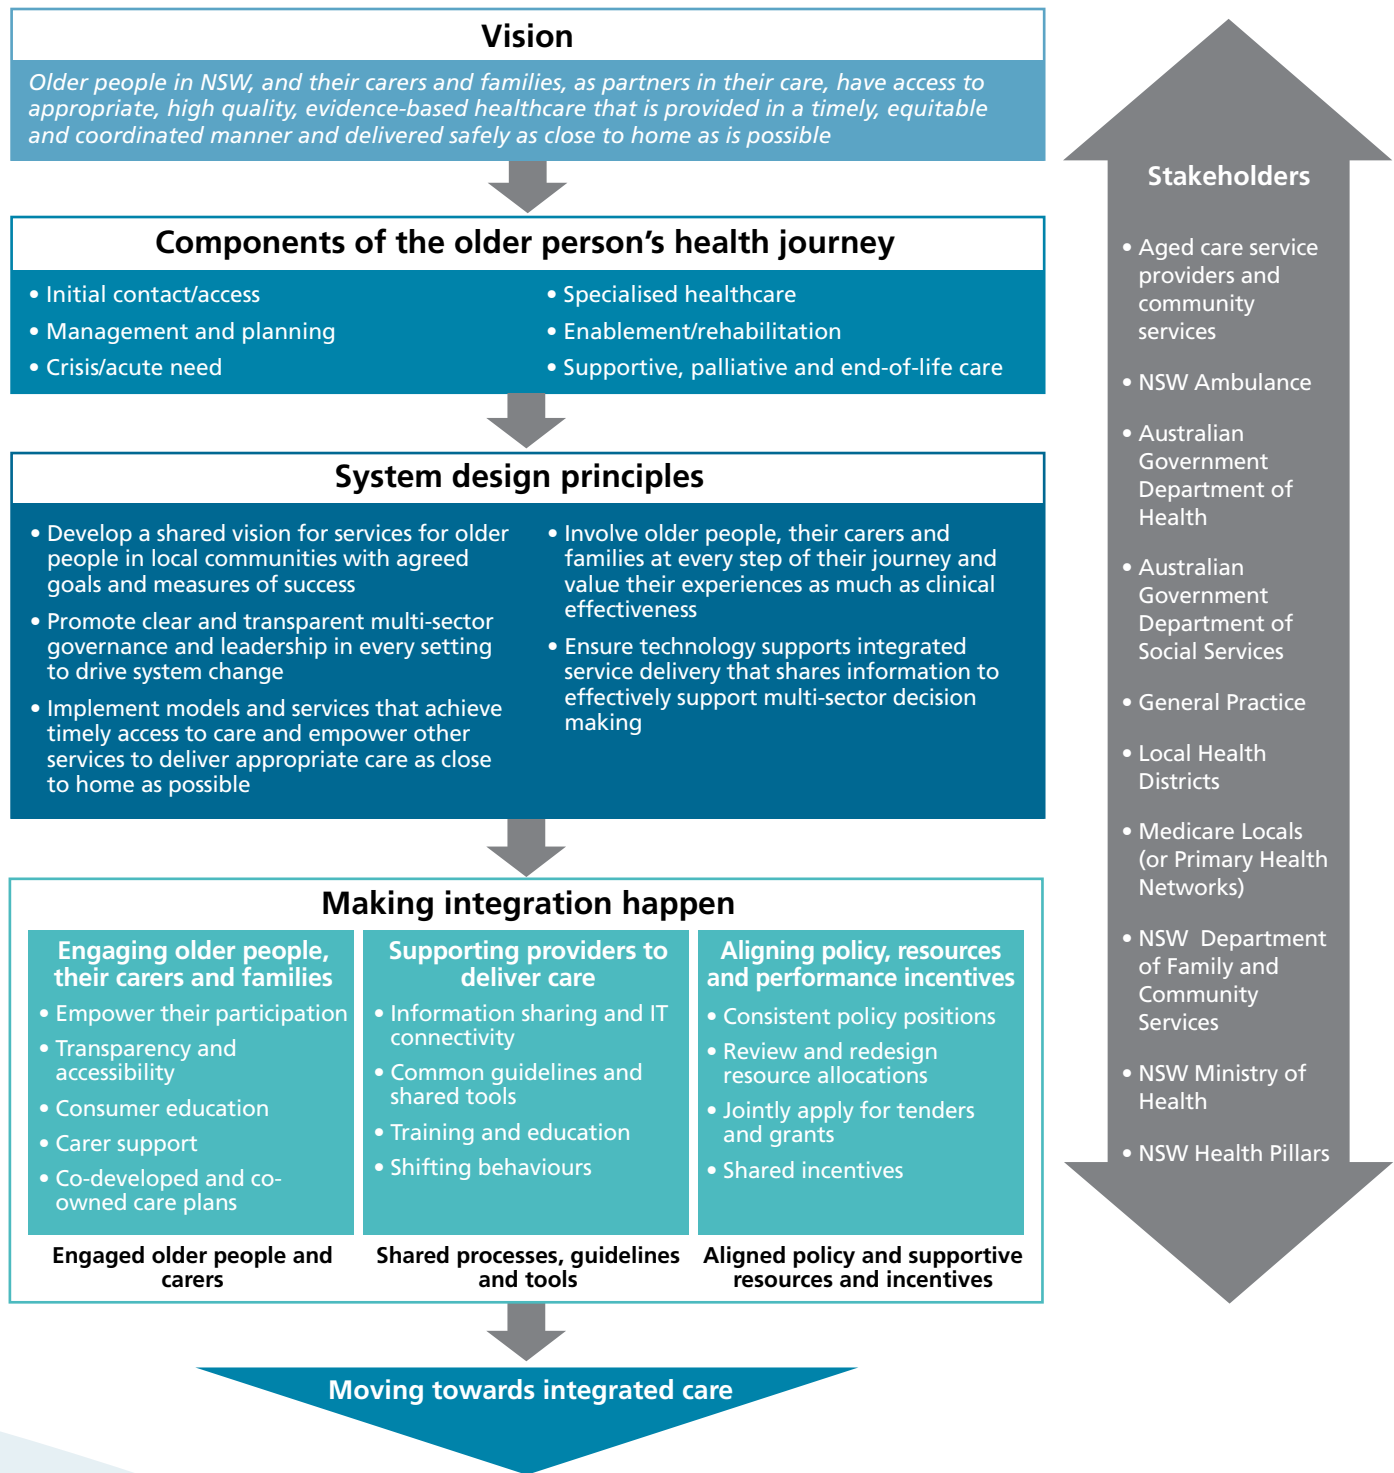 Vision
Older people in NSW, and their carers and families, as partners in their care, have access to
appropriate, high quality, evidence-based healthcare that is provided in a timely, equitable
and coordinated manner and delivered safely as close to home as is possible
Components of the older person’s health journey
• Initial contact/access
• Management and planning
• Crisis/acute need
• Specialised healthcare
• Enablement/rehabilitation
• Supportive, palliative and end-of-life care
System design principles
• Develop a shared vision for services for older
people in local communities with agreed
goals and measures of success
• Promote clear and transparent multi-sector
governance and leadership in every setting
to drive system change
• Implement models and services that achieve
timely access to care and empower other
services to deliver appropriate care as close
to home as possible
• Involve older people, their carers and
families at every step of their journey and
value their experiences as much as clinical
effectiveness
• Ensure technology supports integrated
service delivery that shares information to
effectively support multi-sector decision
making
Making integration happen
Engaging older people,
their carers and families
• Empower their participation
• Transparency and
accessibility
• Consumer education
• Carer support
• Co-developed and co-
owned care plans
Engaged older people and
carers
Supporting providers to
deliver care
• Information sharing and IT
connectivity
• Common guidelines and
shared tools
• Training and education
• Shifting behaviours
Shared processes, guidelines
and tools
Aligning policy, resources
and performance incentives
• Consistent policy positions
• Review and redesign
resource allocations
• Jointly apply for tenders
and grants
• Shared incentives
Aligned policy and supportive
resources and incentives
Moving towards integrated care
Stakeholders
• Aged care service
providers and
community
services
• NSW Ambulance
• Australian
Government
Department of
Health
• Australian
Government
Department of
Social Services
• General Practice
• Local Health
Districts
• Medicare Locals
(or Primary Health
Networks)
• NSW Department
of Family and
Community
Services
• NSW Ministry of
Health
• NSW Health Pillars